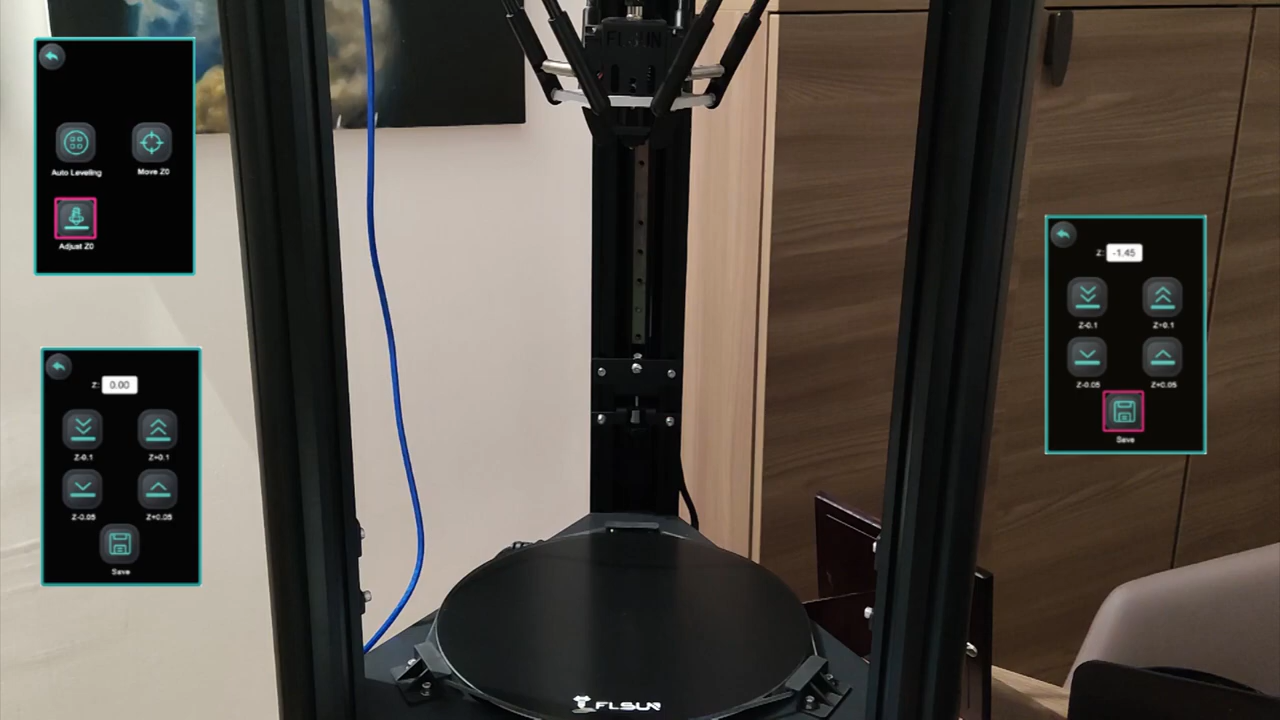 Auto Leveling
Move Z0
Adjust Z0
Z: 0.00
Z-0.1
Z+0.1
Z-0.05
Z+0.05
Save
FLSUN
FLSUN
Z: -1.45
Z-0.1
Z+0.1
Z-0.05
Z+0.05
Save